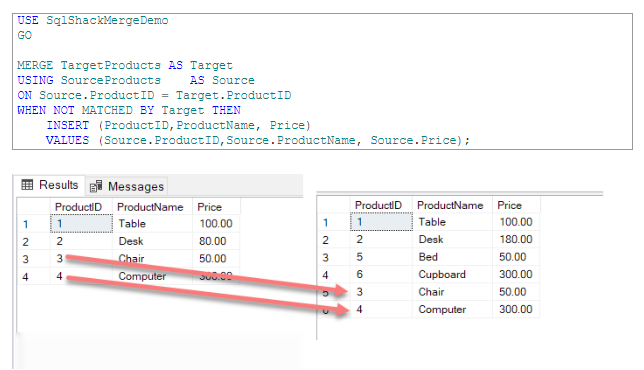 USE SqlShackMergeDemo
GO
MERGE TargetProducts AS Target
USING SourceProducts    AS Source
ON Source.ProductID = Target.ProductID
WHEN NOT MATCHED BY Target THEN
    INSERT (ProductID,ProductName, Price)
    VALUES (Source.ProductID,Source.ProductName, Source.Price);
Results Messages
ProductID ProductName Price
1 1 Table 100.00
2 2 Desk 80.00
3 3 Chair 50.00
4 4 Computer 300.00
ProductID ProductName Price
1 1 Table 100.00
2 2 Desk 180.00
3 5 Bed 50.00
4 6 Cupboard 300.00
5 3 Chair 50.00
6 4 Computer 300.00